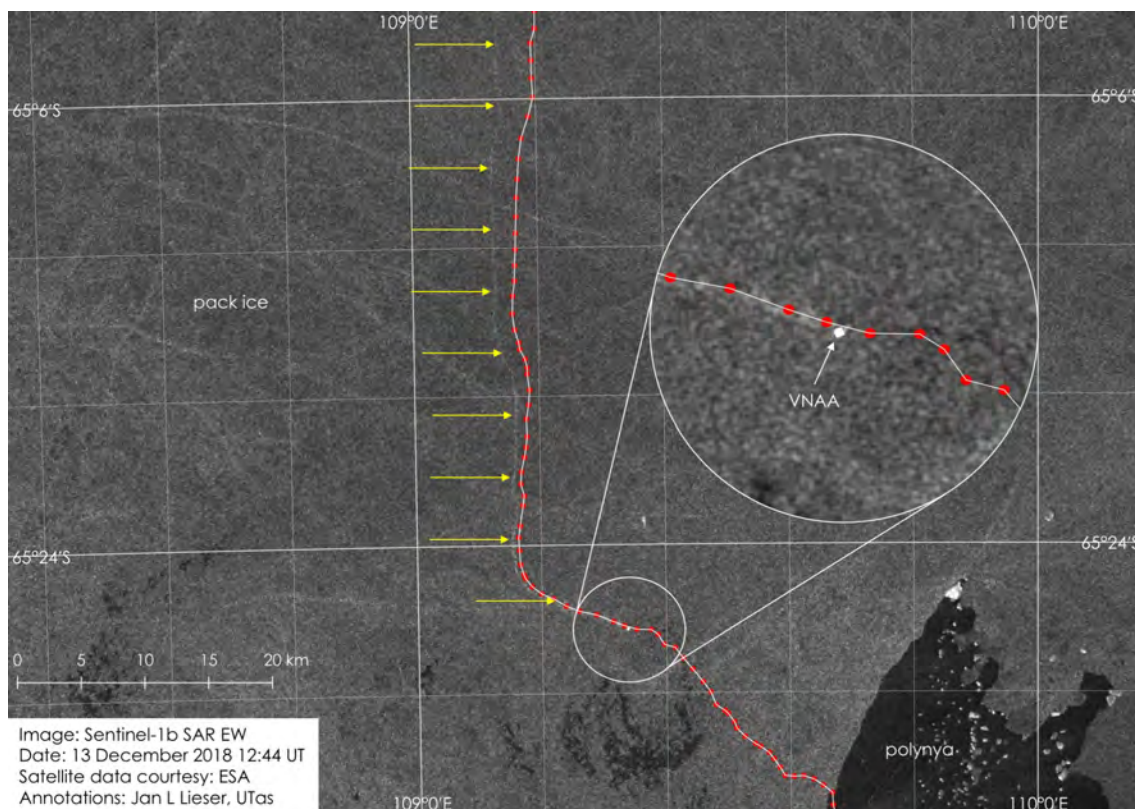 109°0'E
110°0'E
65°6'S
65°6'S
pack ice
VNAA
65°24'S
65°24'S
0 5 10 15 20 km
polynya
Image: Sentinel-1b SAR EW
Date: 13 December 2018 12:44 UT
Satellite data courtesy: ESA
Annotations: Jan L Lieser, UTas
109°0'E
110°0'E